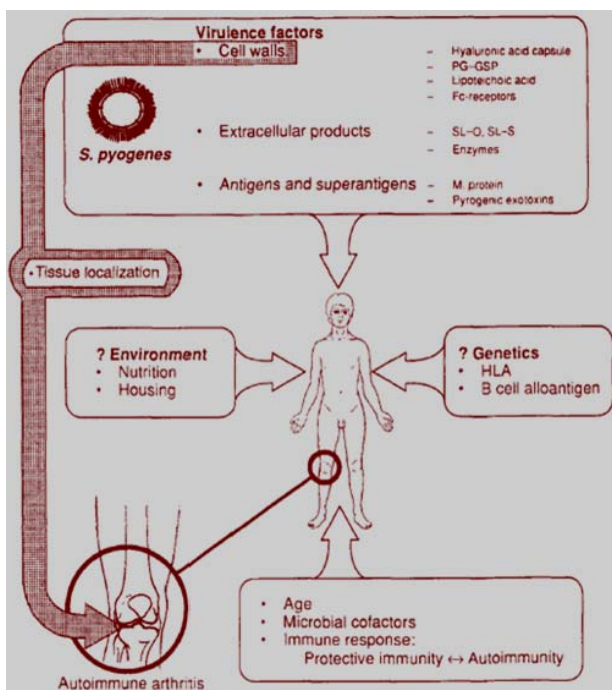 Virulence factors
• Cell walls
– Hyaluronic acid capsule
– PG–GSP
– Lipoteichoic acid
– Fc-receptors
S. pyogenes
• Extracellular products
– SL–O, SL–S
– Enzymes
• Antigens and superantigens
– M. protein
– Pyrogenic exotoxins
• Tissue localization
? Environment
• Nutrition
• Housing
? Genetics
• HLA
• B cell alloantigen
• Age
• Microbial cofactors
• Immune response:
Protective immunity ↔ Autoimmunity
Autoimmune arthritis